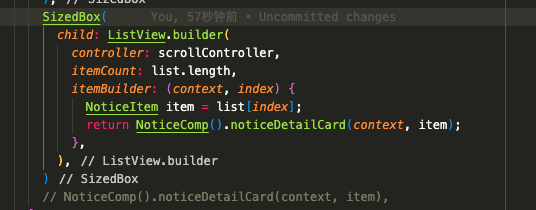 ), // SizedBox
SizedBox(      You, 57秒钟前 • Uncommitted changes
  child: ListView.builder(
    controller: scrollController,
    itemCount: list.length,
    itemBuilder: (context, index) {
      NoticeItem item = list[index];
      return NoticeComp().noticeDetailCard(context, item);
    },
  ), // ListView.builder
) // SizedBox
// NoticeComp().noticeDetailCard(context, item),